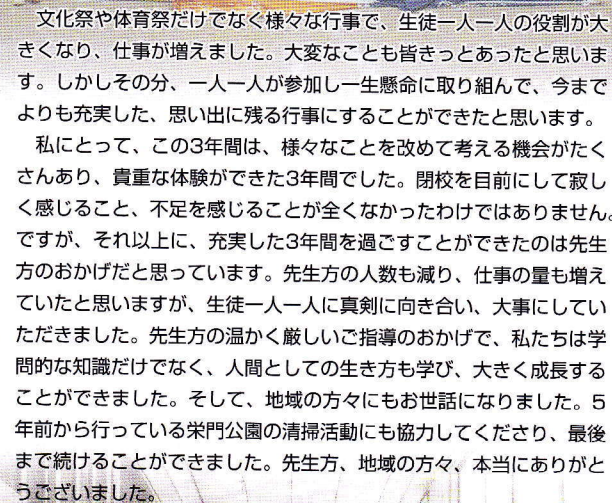 文化祭や体育祭だけでなく様々な行事で、生徒一人一人の役割が大
きくなり、仕事が増えました。大変なことも皆きっとあったと思いま
す。しかしその分、一人一人が参加し一生懸命に取り組んで、今まで
よりも充実した、思い出に残る行事にすることができたと思います。
　私にとって、この3年間は、様々なことを改めて考える機会がたく
さんあり、貴重な体験ができた3年間でした。閉校を目前にして寂し
く感じること、不足を感じることが全くなかったわけではありません。
ですが、それ以上に、充実した3年間を過ごすことができたのは先生
方のおかげだと思っています。先生方の人数も減り、仕事の量も増え
ていたと思いますが、生徒一人一人に真剣に向き合い、大事にしてい
ただきました。先生方の温かく厳しいご指導のおかげで、私たちは学
問的な知識だけでなく、人間としての生き方も学び、大きく成長する
ことができました。そして、地域の方々にもお世話になりました。5
年前から行っている栄門公園の清掃活動にも協力してくださり、最後
まで続けることができました。先生方、地域の方々、本当にありがと
うございました。